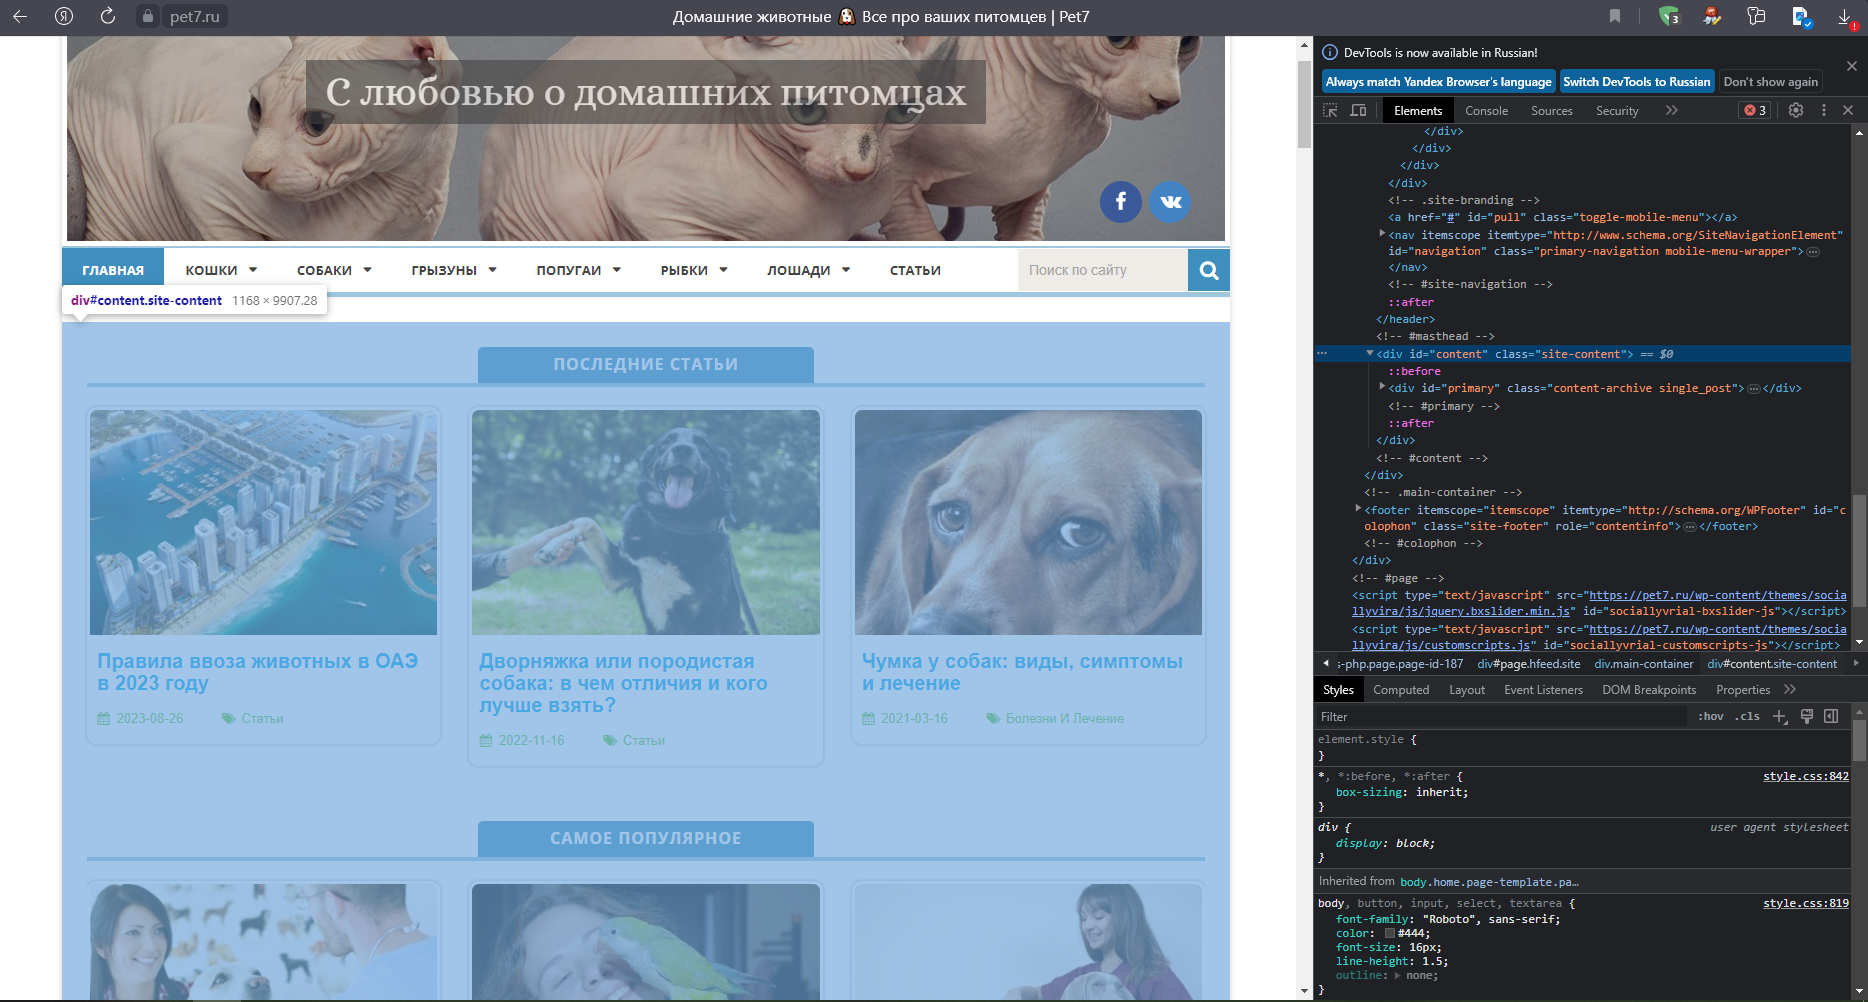 pet7.ru
Домашние животные 🐶 Все про ваших питомцев | Pet7
3
С любовью о домашних питомцах
ГЛАВНАЯ
КОШКИ
СОБАКИ
ГРЫЗУНЫ
ПОПУГАИ
РЫБКИ
ЛОШАДИ
СТАТЬИ
Поиск по сайту
div#content.site-content 1168 × 9907.28
ПОСЛЕДНИЕ СТАТЬИ
Правила ввоза животных в ОАЭ
в 2023 году
2023-08-26 Статьи
Дворняжка или породистая
собака: в чем отличия и кого
лучше взять?
2022-11-16 Статьи
Чумка у собак: виды, симптомы
и лечение
2021-03-16 Болезни И Лечение
САМОЕ ПОПУЛЯРНОЕ
DevTools is now available in Russian!
Always match Yandex Browser's language
Switch DevTools to Russian
Don't show again
Elements Console Sources Security 3
</div>
</div>
</div>
</div>
<!-- .site-branding -->
<a href="#" id="pull" class="toggle-mobile-menu"></a>
<nav itemscope itemtype="http://www.schema.org/SiteNavigationElement"
id="navigation" class="primary-navigation mobile-menu-wrapper">…
</nav>
<!-- #site-navigation -->
::after
</header>
<!-- #masthead -->
<div id="content" class="site-content"> == $0
::before
<div id="primary" class="content-archive single_post">…</div>
<!-- #primary -->
::after
</div>
<!-- #content -->
</div>
<!-- .main-container -->
<footer itemscope="itemscope" itemtype="http://schema.org/WPFooter" id="c
olophon" class="site-footer" role="contentinfo">…</footer>
<!-- #colophon -->
</div>
<!-- #page -->
<script type="text/javascript" src="https://pet7.ru/wp-content/themes/socia
llyvira/js/jquery.bxslider.min.js" id="sociallyvrial-bxslider-js"></script>
<script type="text/javascript" src="https://pet7.ru/wp-content/themes/socia
llyvira/js/customscripts.js" id="sociallyvrial-customscripts-js"></script>
s-php.page.page-id-187 div#page.hfeed.site div.main-container div#content.site-content
Styles Computed Layout Event Listeners DOM Breakpoints Properties
Filter
:hov .cls
element.style {
}
*, *:before, *:after { style.css:842
box-sizing: inherit;
}
div { user agent stylesheet
display: block;
}
Inherited from body.home.page-template.pa…
body, button, input, select, textarea { style.css:819
font-family: "Roboto", sans-serif;
color: #444;
font-size: 16px;
line-height: 1.5;
outline: none;
}